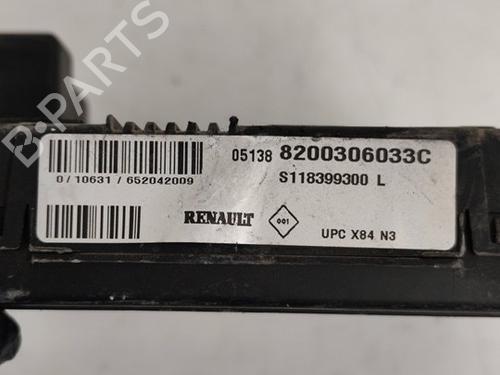 B-PARTS
05138 8200306033C
0 / 10631 / 652042009
S118399300 L
RENAULT
001
UPC X84 N3